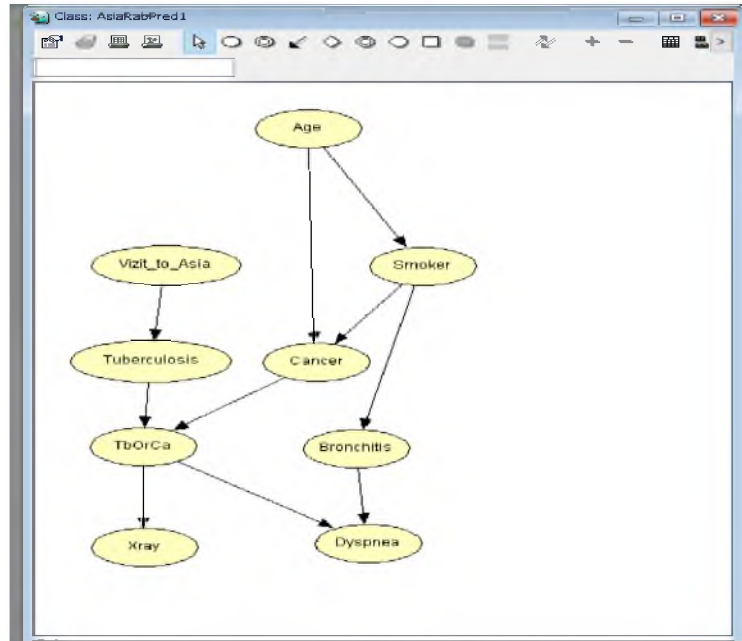 Class: AsiaRabPred1
Age
Vizit_to_Asia
Smoker
Tuberculosis
Cancer
TbOrCa
Bronchitis
Xray
Dyspnea